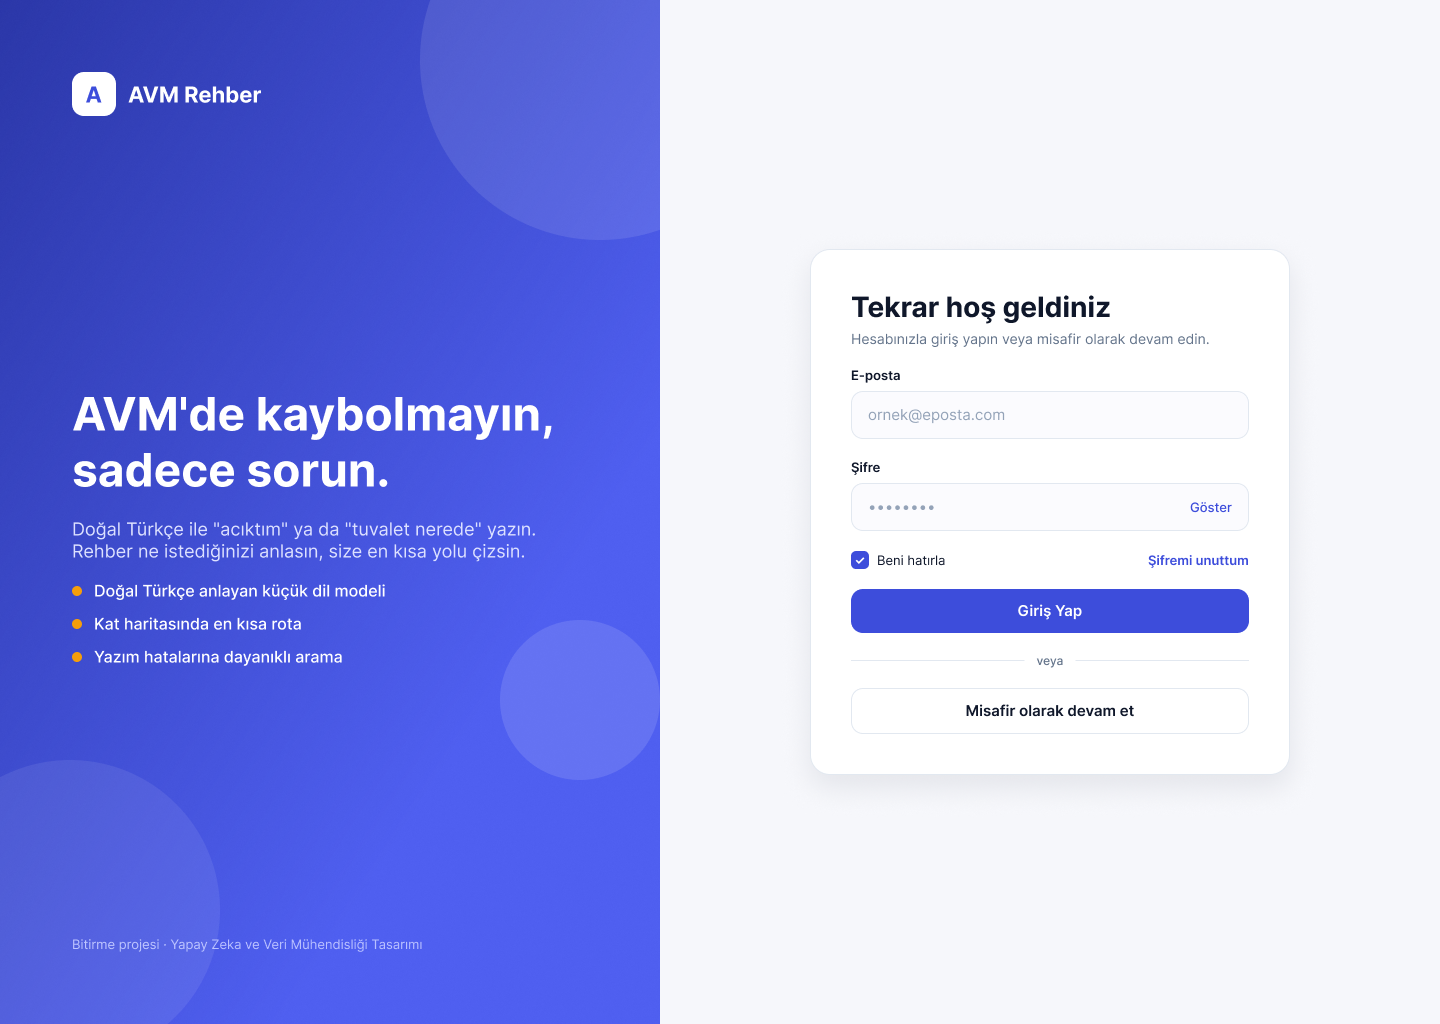 A
AVM Rehber
AVM'de kaybolmayın,
sadece sorun.
Doğal Türkçe ile "acıktım" ya da "tuvalet nerede" yazın.
Rehber ne istediğinizi anlasın, size en kısa yolu çizsin.
Doğal Türkçe anlayan küçük dil modeli
Kat haritasında en kısa rota
Yazım hatalarına dayanıklı arama
Bitirme projesi · Yapay Zeka ve Veri Mühendisliği Tasarımı
Tekrar hoş geldiniz
Hesabınızla giriş yapın veya misafir olarak devam edin.
E-posta
ornek@eposta.com
Şifre
•••••••• Göster
Beni hatırla Şifremi unuttum
Giriş Yap
veya
Misafir olarak devam et